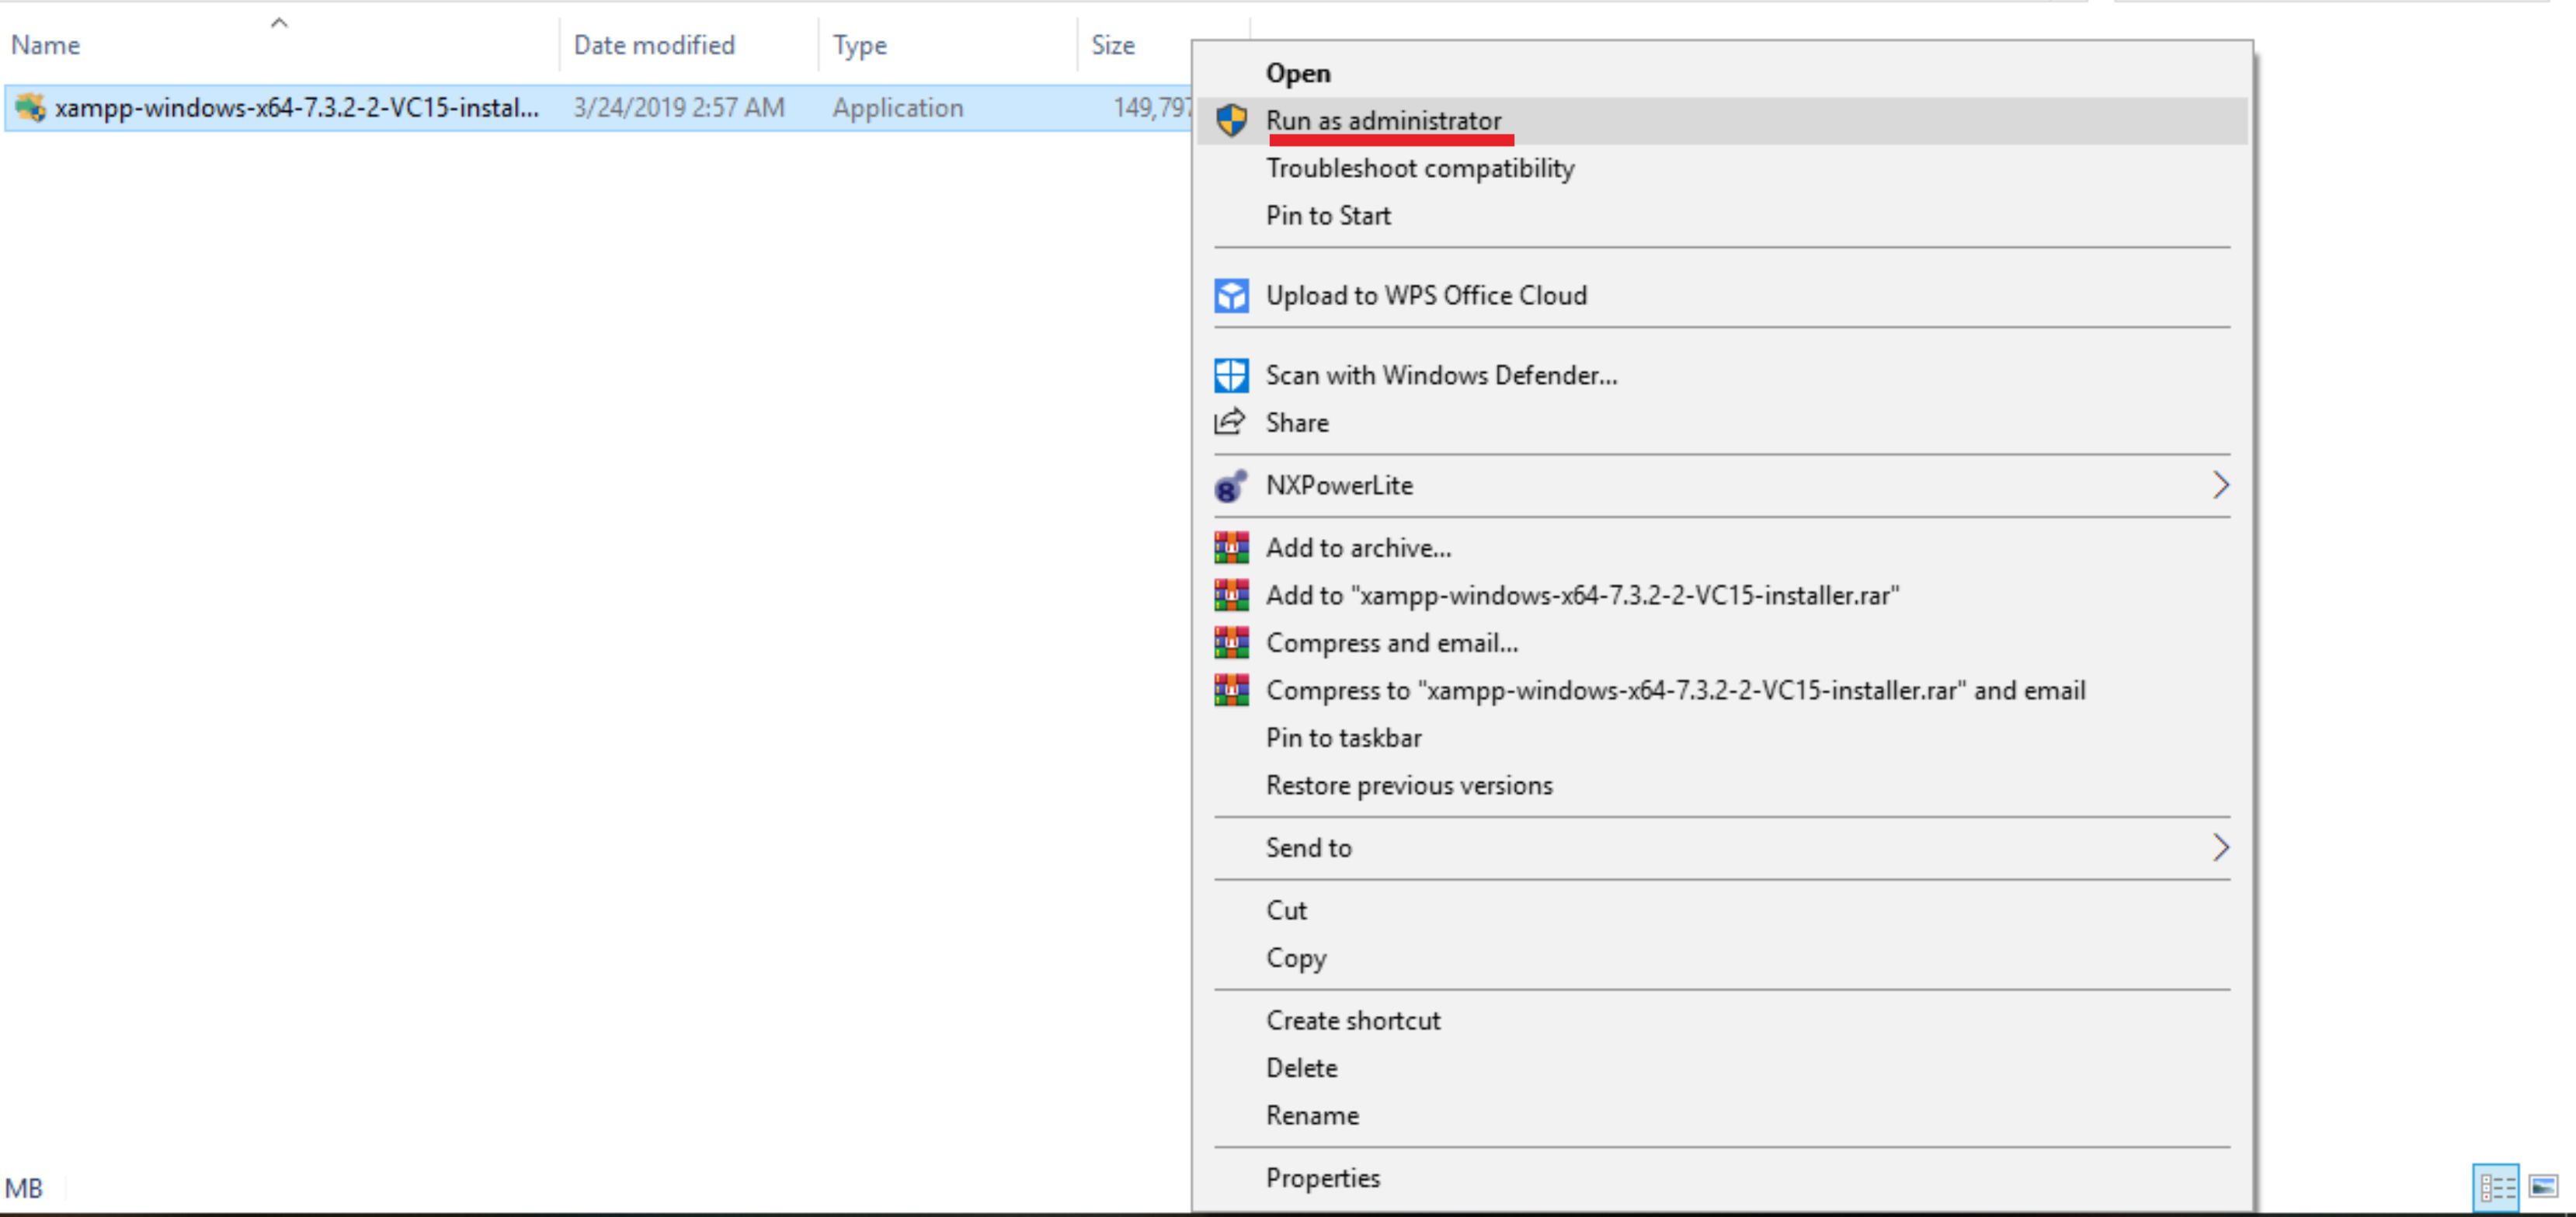 Name Date modified Type Size
xampp-windows-x64-7.3.2-2-VC15-instal... 3/24/2019 2:57 AM Application 149,797
Open
Run as administrator
Troubleshoot compatibility
Pin to Start
Upload to WPS Office Cloud
Scan with Windows Defender...
Share
NXPowerLite
Add to archive...
Add to "xampp-windows-x64-7.3.2-2-VC15-installer.rar"
Compress and email...
Compress to "xampp-windows-x64-7.3.2-2-VC15-installer.rar" and email
Pin to taskbar
Restore previous versions
Send to
Cut
Copy
Create shortcut
Delete
Rename
Properties
MB